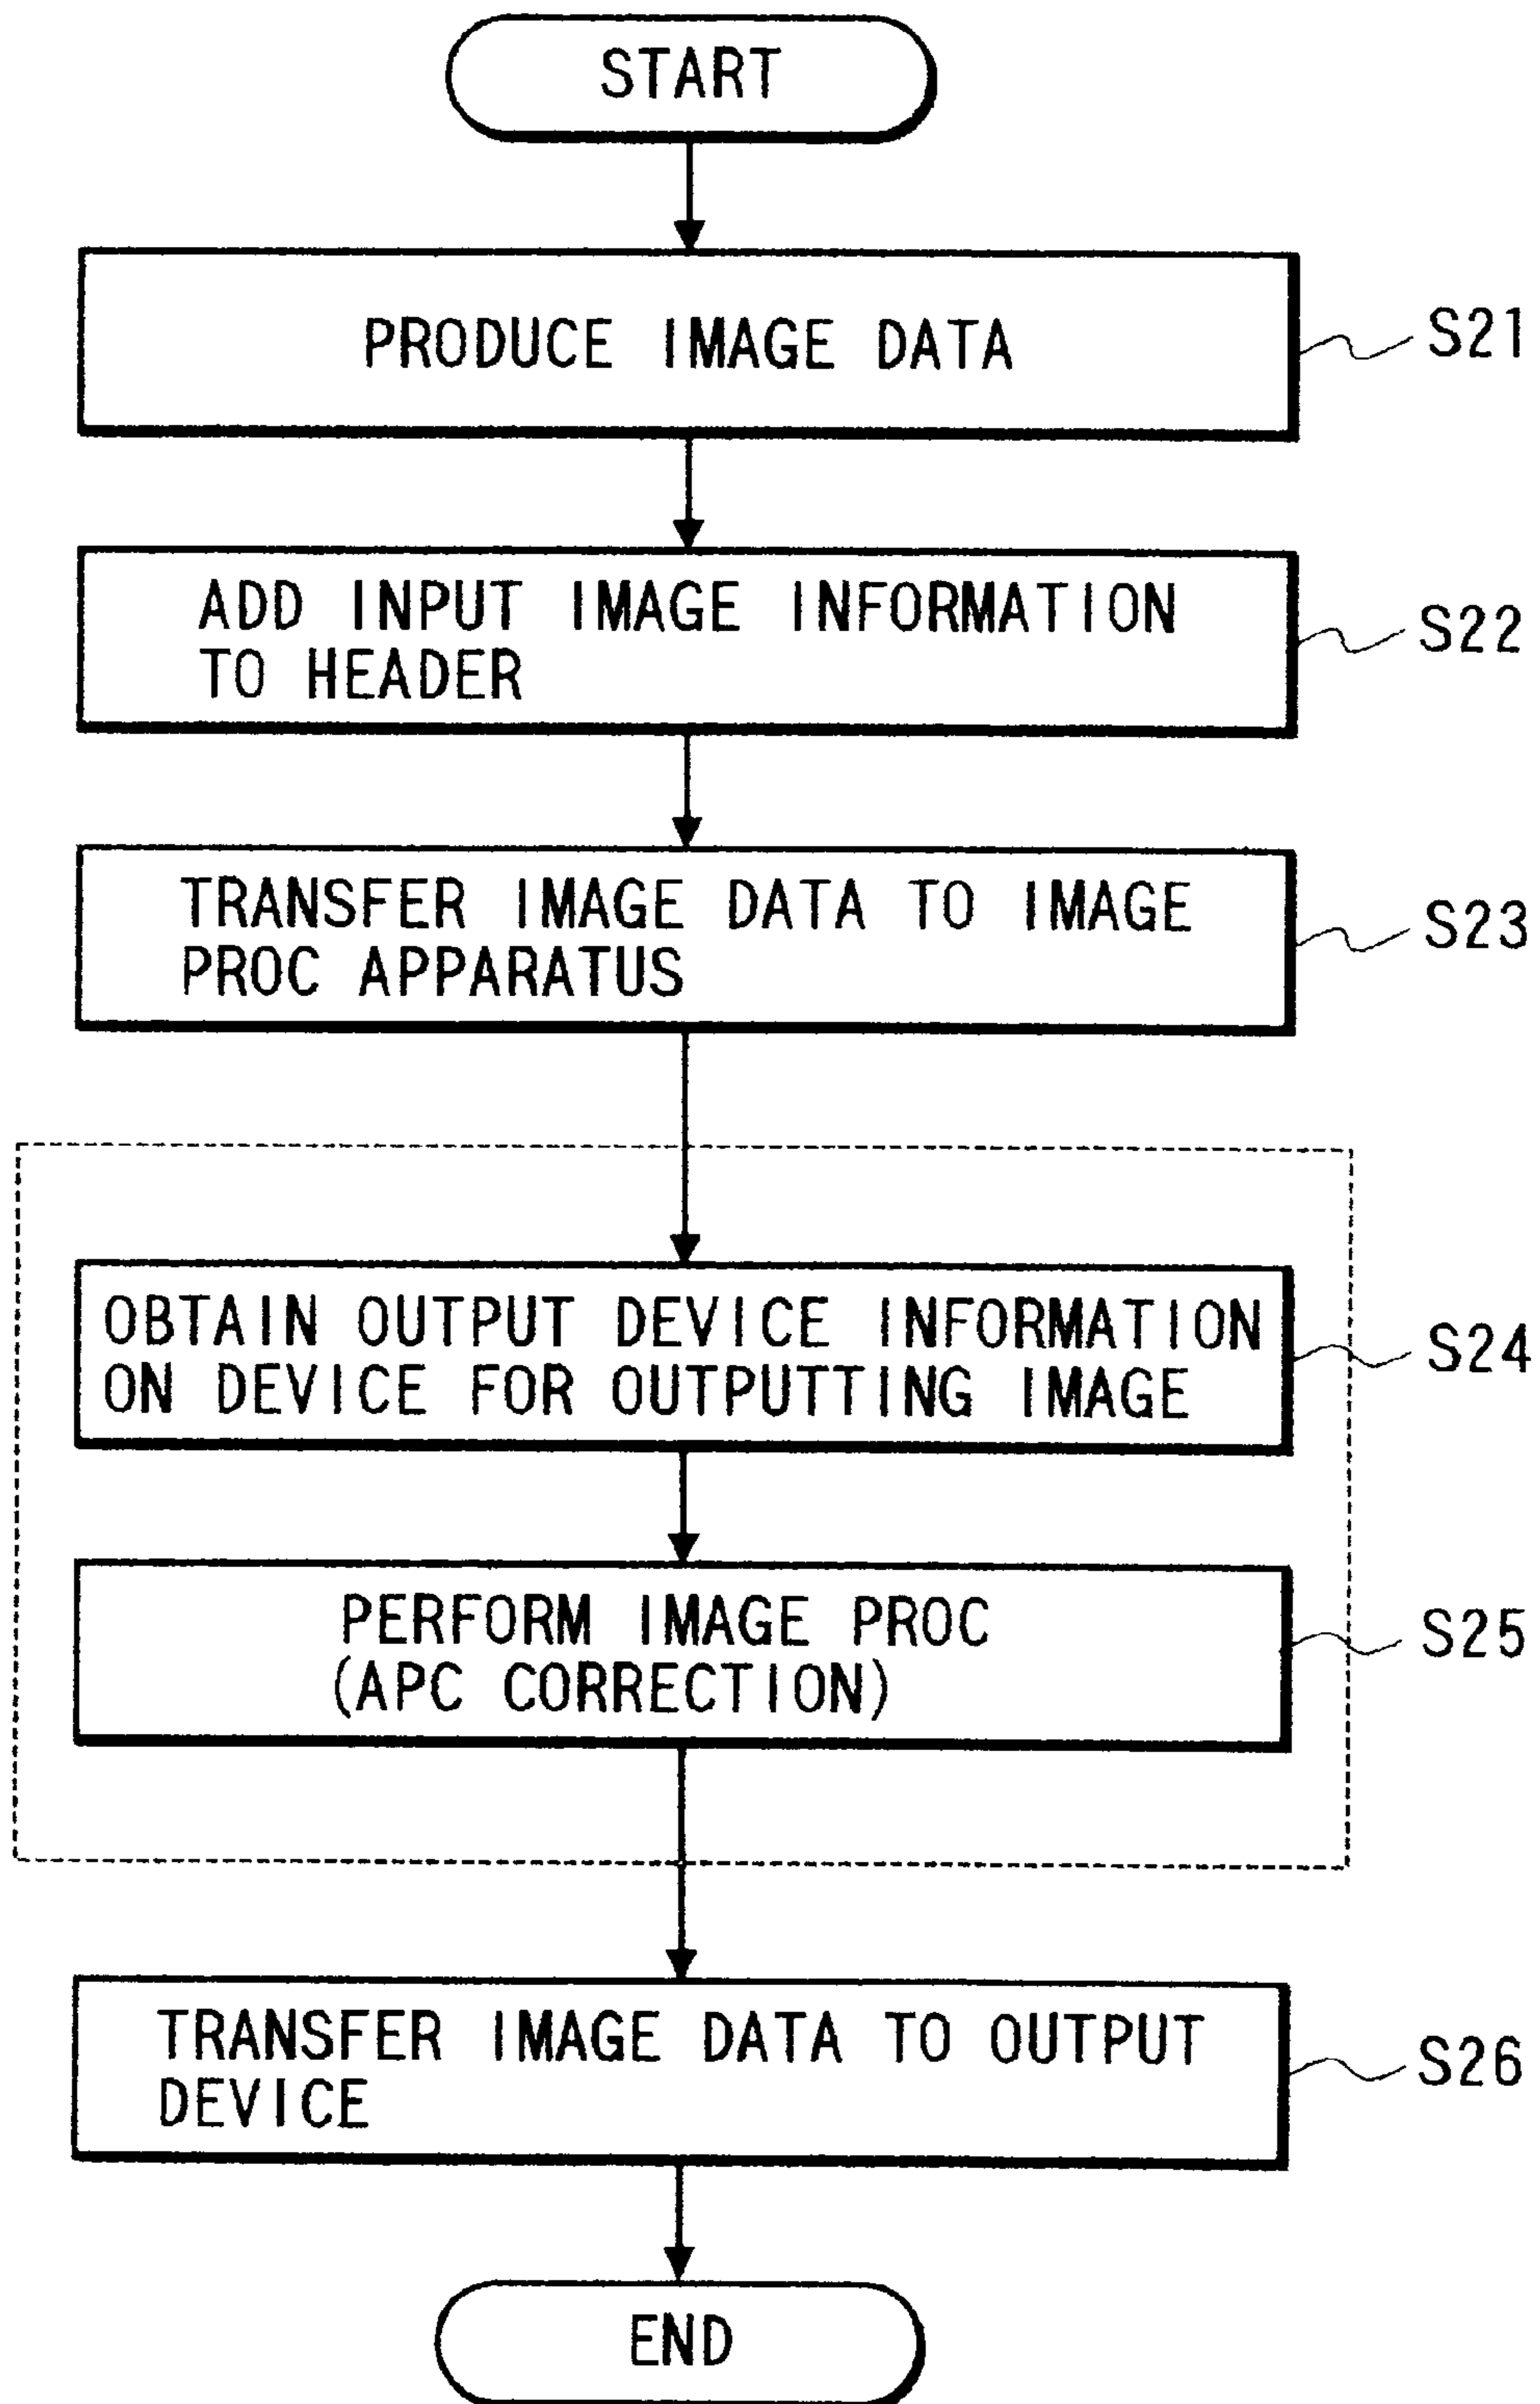 START
PRODUCE IMAGE DATA
S21
ADD INPUT IMAGE INFORMATION
TO HEADER
S22
TRANSFER IMAGE DATA TO IMAGE
PROC APPARATUS
S23
OBTAIN OUTPUT DEVICE INFORMATION
ON DEVICE FOR OUTPUTTING IMAGE
S24
PERFORM IMAGE PROC
(APC CORRECTION)
S25
TRANSFER IMAGE DATA TO OUTPUT
DEVICE
S26
END